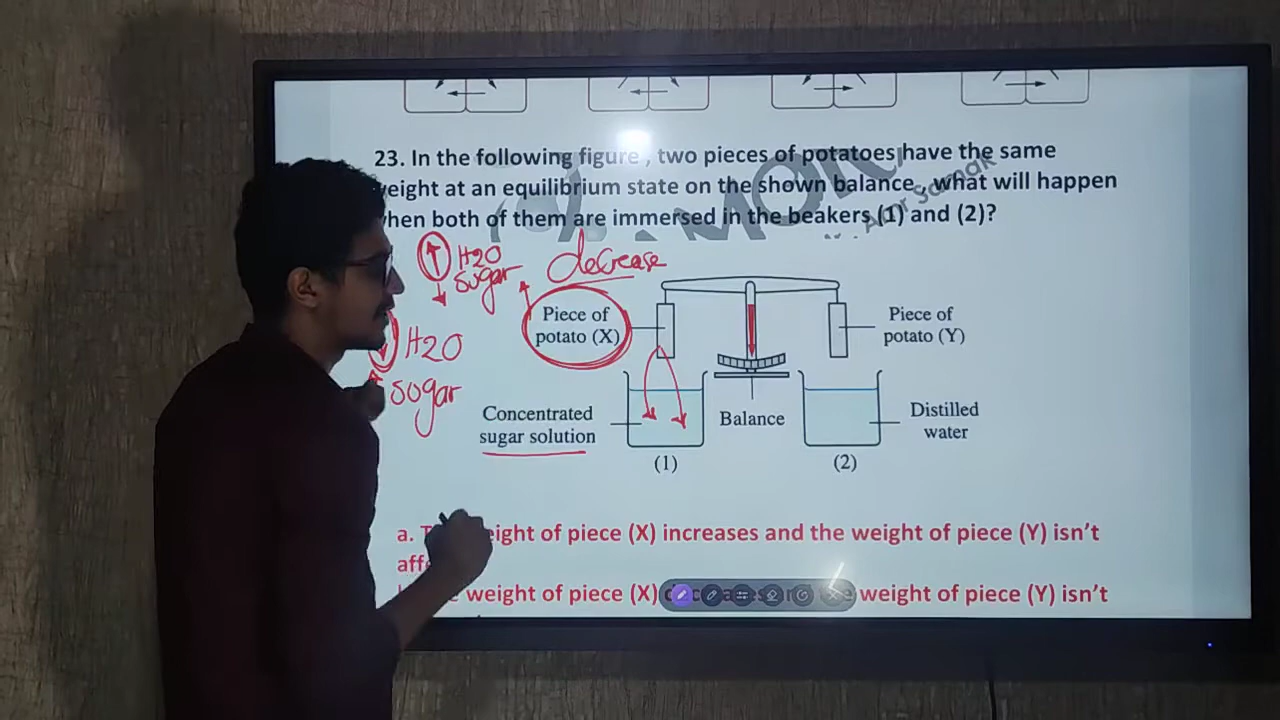 23. In the following figure , two pieces of potatoes have the same
weight at an equilibrium state on the shown balance , what will happen
when both of them are immersed in the beakers (1) and (2)?
H2O
sugar
decrease
H2O
sugar
Piece of
potato (X)
Piece of
potato (Y)
Concentrated
sugar solution
Balance
Distilled
water
(1)
(2)
a. eight of piece (X) increases and the weight of piece (Y) isn't
aff
weight of piece (X) weight of piece (Y) isn't